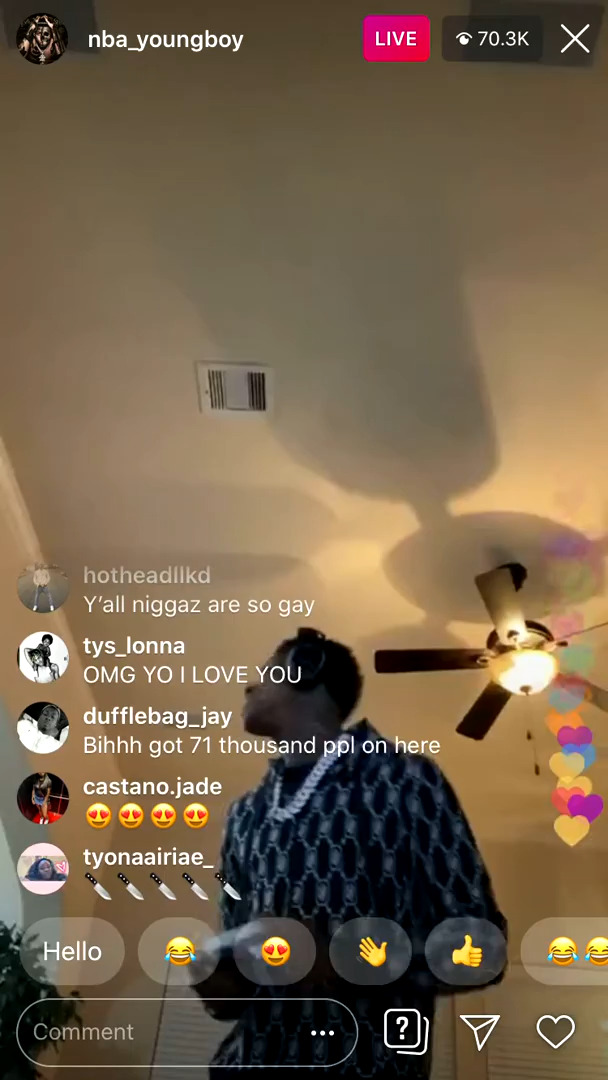 nba_youngboy
LIVE
70.3K
hotheadllkd
Y’all niggaz are so gay
tys_lonna
OMG YO I LOVE YOU
dufflebag_jay
Bihhh got 71 thousand ppl on here
castano.jade
😍 😍 😍 😍
tyonaairiae_
🔪 🔪 🔪 🔪 🔪
Hello 😂 😍 👋 👍 😂 😂
Comment ...
?